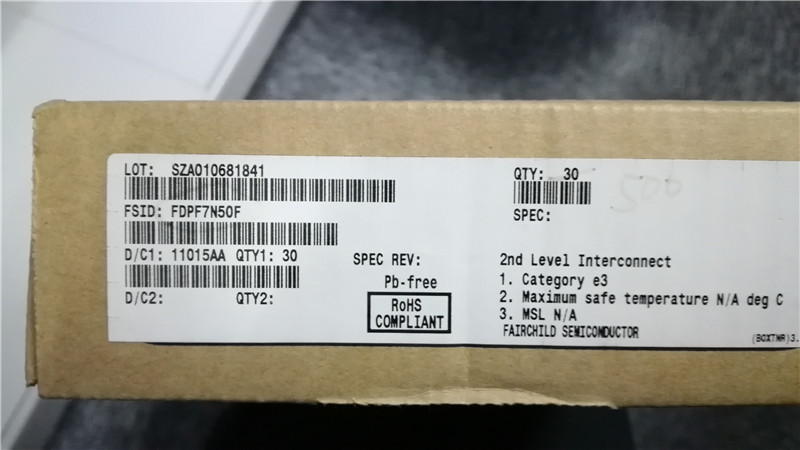 LOT: SZA010681841
QTY: 30
500
FSID: FDPF7N50F
SPEC:
D/C1: 11015AA QTY1: 30
SPEC REV:
2nd Level Interconnect
Pb-free
1. Category e3
D/C2: QTY2:
RoHS
COMPLIANT
2. Maximum safe temperature N/A deg C
3. MSL N/A
FAIRCHILD SEMICONDUCTOR
(BOXTMR)3.